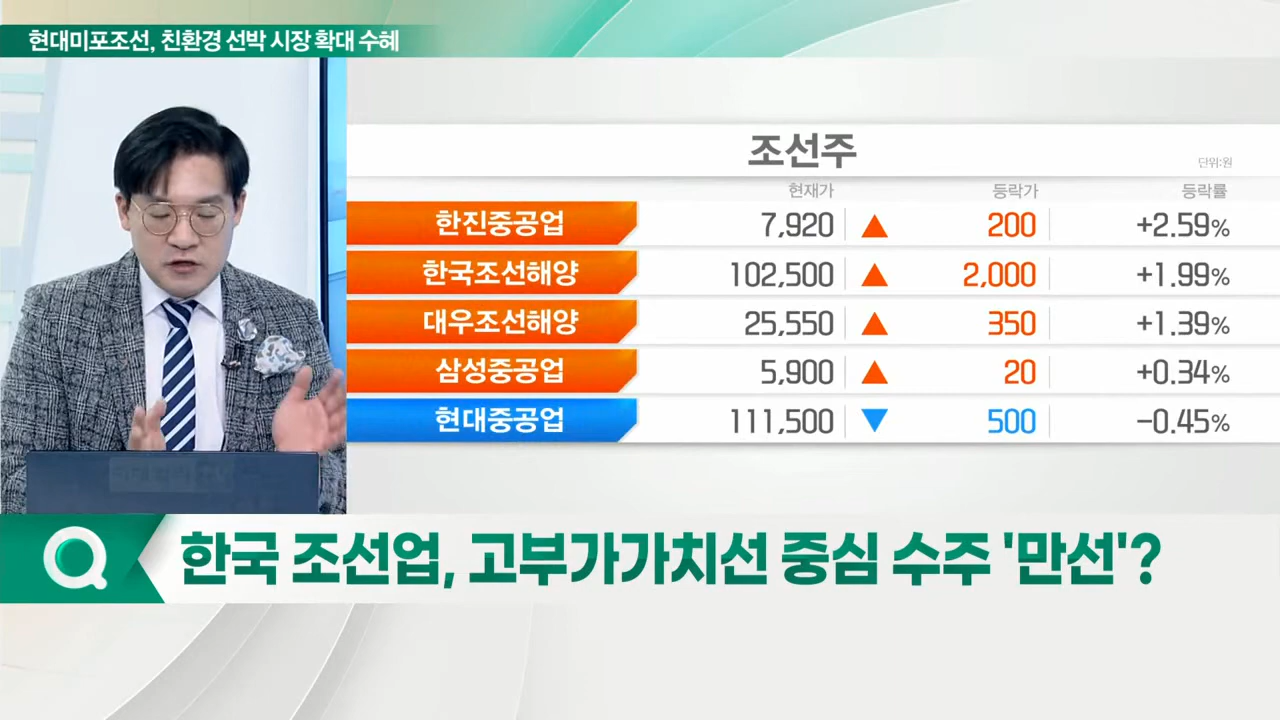 현대미포조선, 친환경 선박 시장 확대 수혜
조선주
단위:원
현재가 등락가 등락률
한진중공업 7,920 ▲ 200 +2.59%
한국조선해양 102,500 ▲ 2,000 +1.99%
대우조선해양 25,550 ▲ 350 +1.39%
삼성중공업 5,900 ▲ 20 +0.34%
현대중공업 111,500 ▼ 500 -0.45%
Q 한국 조선업, 고부가가치선 중심 수주 '만선'?